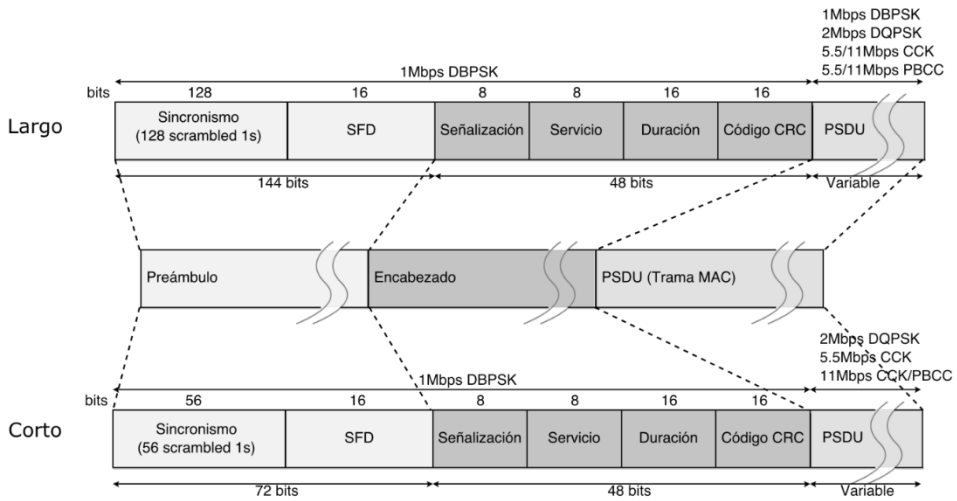 1Mbps DBPSK
2Mbps DQPSK
5.5/11Mbps CCK
5.5/11Mbps PBCC
1Mbps DBPSK
bits 128 16 8 8 16 16
Largo
Sincronismo
(128 scrambled 1s)
SFD
Señalización
Servicio
Duración
Código CRC
PSDU
144 bits
48 bits
Variable
Preámbulo
Encabezado
PSDU (Trama MAC)
2Mbps DQPSK
5.5Mbps CCK
11Mbps CCK/PBCC
1Mbps DBPSK
bits 56 16 8 8 16 16
Corto
Sincronismo
(56 scrambled 1s)
SFD
Señalización
Servicio
Duración
Código CRC
PSDU
72 bits
48 bits
Variable